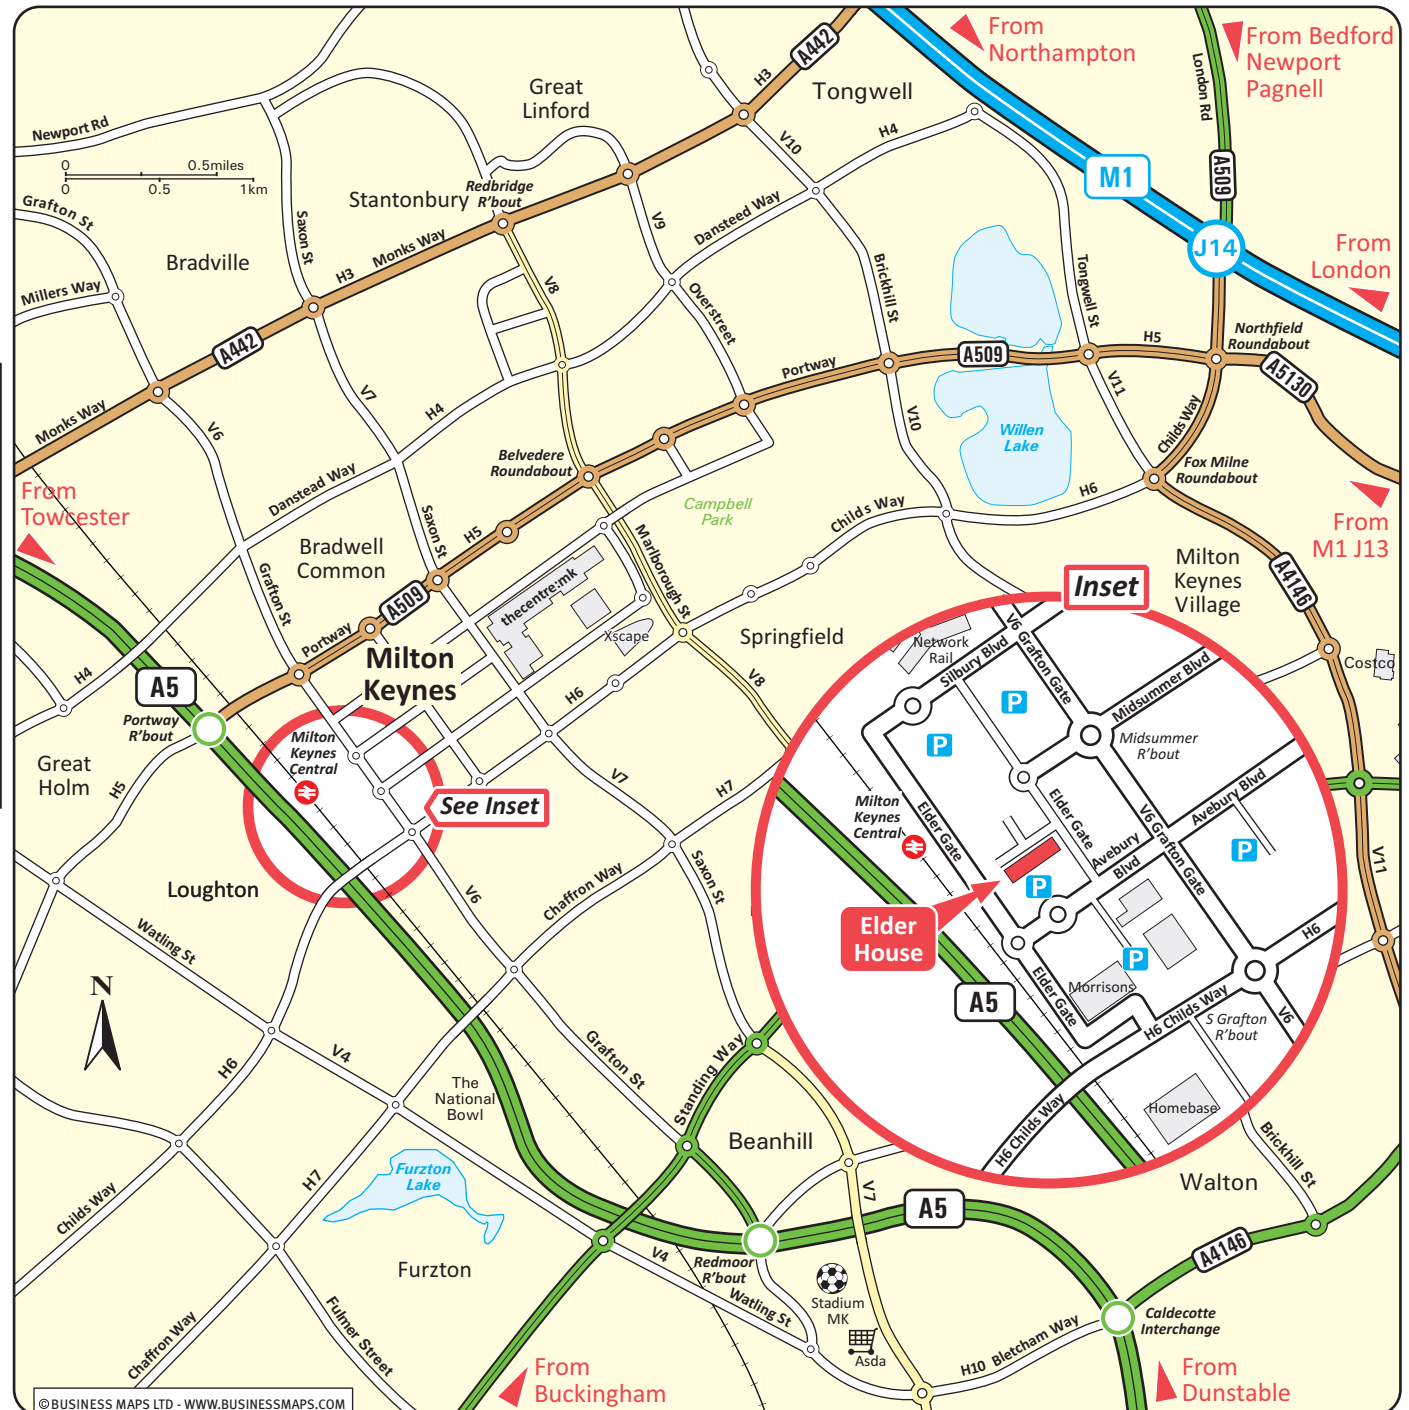 From
Northampton
From Bedford
Newport
Pagnell
A442
H3
Great
Linford
Tongwell
London Rd
Newport Rd
0
0.5miles
0
0.5
1km
V10
H4
A509
M1
Stantonbury
Redbridge
R'bout
Grafton St
Saxon St
Monks Way
H3
V9
Dansteed Way
Bradville
J14
From
London
Millers Way
V8
Overstreet
Brickhill St
Tongwell St
A442
Northfield
Roundabout
H5
A509
Portway
A5130
V7
H4
V11
Monks Way
V6
V10
Childs Way
Willen
Lake
Belvedere
Roundabout
Fox Milne
Roundabout
From
Towcester
Danstead Way
Campbell
Park
H6
Childs Way
From
M1 J13
Saxon St
H5
Marlborough St
Bradwell
Common
Milton
Keynes
Village
A4146
Inset
Grafton St
thecentre:mk
A509
Xscape
Springfield
Portway
Milton
Keynes
H4
A5
H6
V8
Costco
Portway
R'bout
Milton
Keynes
Central
Great
Holm
H5
See Inset
V7
H7
Network
Rail
Silbury Blvd
V6 Grafton Gate
Midsummer Blvd
P
P
Midsummer
R'bout
Milton
Keynes
Central
Elder Gate
Elder Gate
Avebury Blvd
V6 Grafton Gate
Avebury
Blvd
P
P
Elder
House
A5
P
Morrisons
Elder Gate
H6
H6 Childs Way
S Grafton
R'bout
V6
Homebase
H6 Childs Way
V11
Loughton
V6
Chaffron Way
Saxon St
Watling St
N
V4
H6
Grafton St
Standing Way
The
National
Bowl
Beanhill
Brickhill St
Furzton
Lake
H7
Childs Way
V7
Walton
A5
A4146
Furzton
V4
Redmoor
R'bout
Watling St
Stadium
MK
Asda
Caldecotte
Interchange
H10 Bletcham Way
Fulmer Street
Chaffron Way
From
Buckingham
From
Dunstable
© BUSINESS MAPS LTD - WWW.BUSINESSMAPS.COM